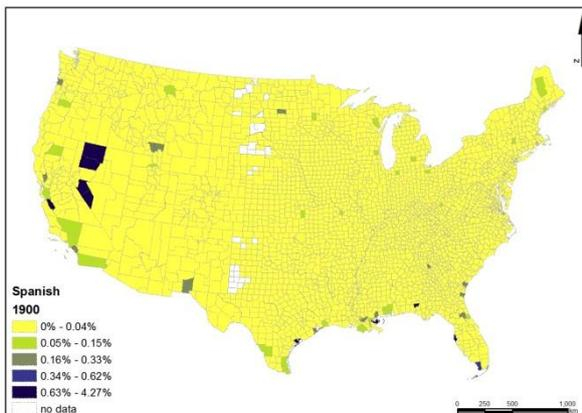 N
Spanish
1900
0% - 0.04%
0.05% - 0.15%
0.16% - 0.33%
0.34% - 0.62%
0.63% - 4.27%
no data
0 250 500 1,000
km